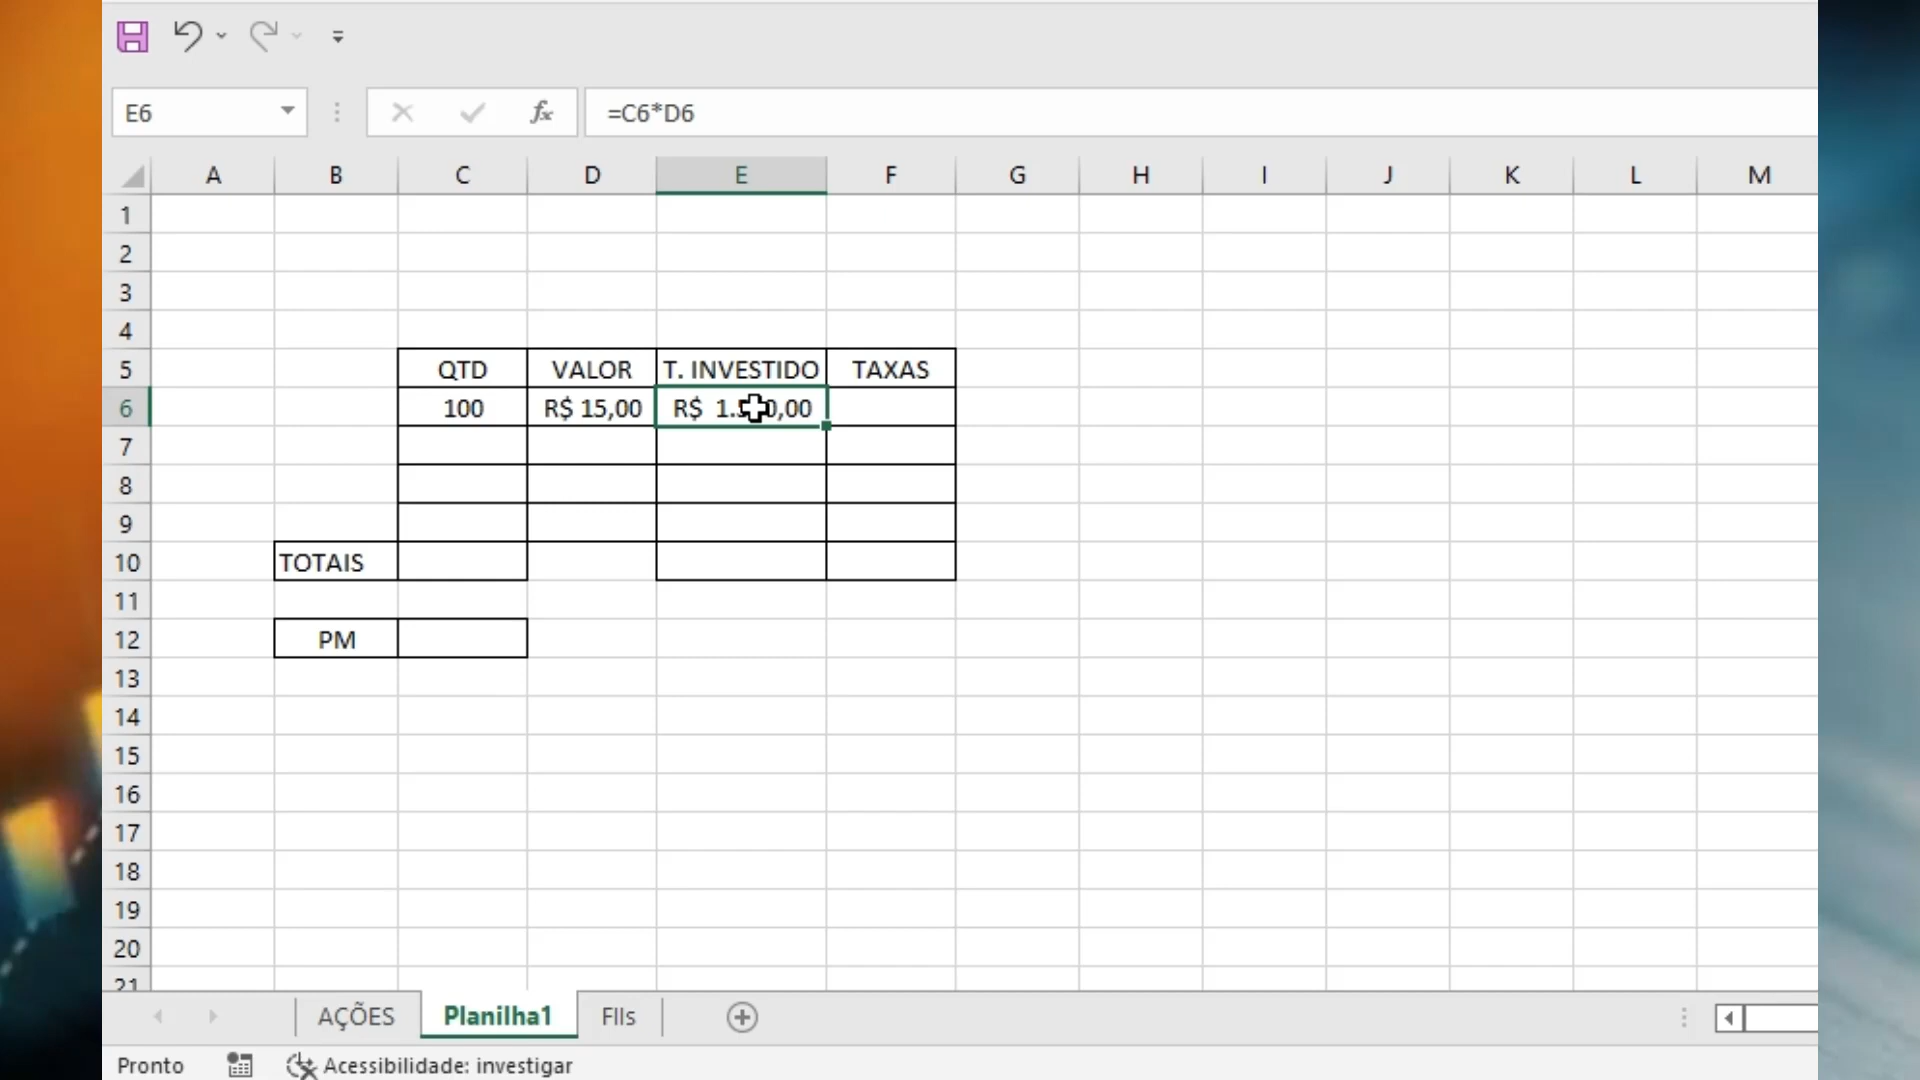 E6
fx
=C6*D6
A B C D E F G H I J K L M
1
2
3
4
5 QTD VALOR T. INVESTIDO TAXAS
6 100 R$ 15,00 R$
7
8
9
10 TOTAIS
11
12 PM
13
14
15
16
17
18
19
20
21
AÇÕES Planilha1 FIIs
Pronto Acessibilidade: investigar